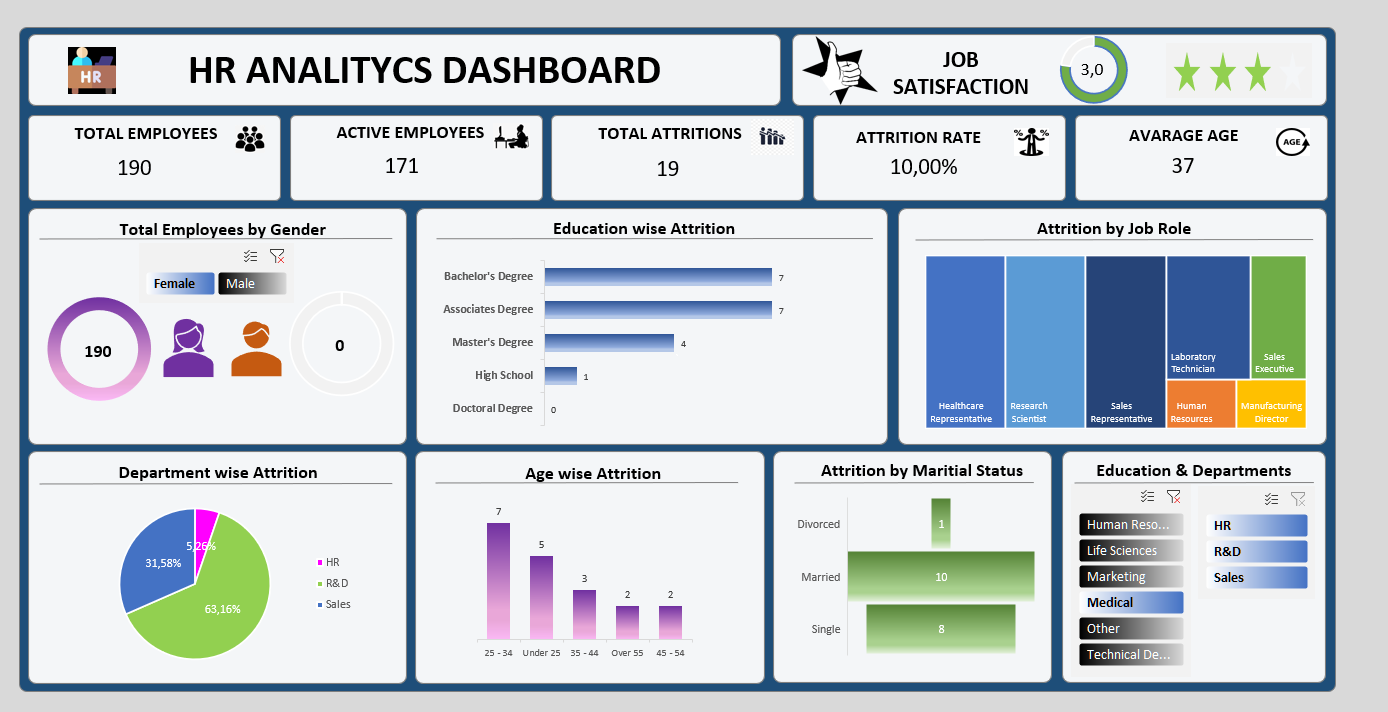 HR
HR ANALITYCS DASHBOARD
JOB
SATISFACTION
3,0
TOTAL EMPLOYEES
190
ACTIVE EMPLOYEES
171
TOTAL ATTRITIONS
19
ATTRITION RATE
10,00%
% %
AVARAGE AGE
37
AGE
Total Employees by Gender
Female
Male
190
0
Education wise Attrition
Bachelor's Degree
7
Associates Degree
7
Master's Degree
4
High School
1
Doctoral Degree
0
Attrition by Job Role
Healthcare
Representative
Research
Scientist
Sales
Representative
Laboratory
Technician
Sales
Executive
Human
Resources
Manufacturing
Director
Department wise Attrition
5,26%
31,58%
63,16%
HR
R&D
Sales
Age wise Attrition
7
5
3
2
2
25 - 34
Under 25
35 - 44
Over 55
45 - 54
Attrition by Maritial Status
Divorced
1
Married
10
Single
8
Education & Departments
Human Reso...
Life Sciences
Marketing
Medical
Other
Technical De...
HR
R&D
Sales